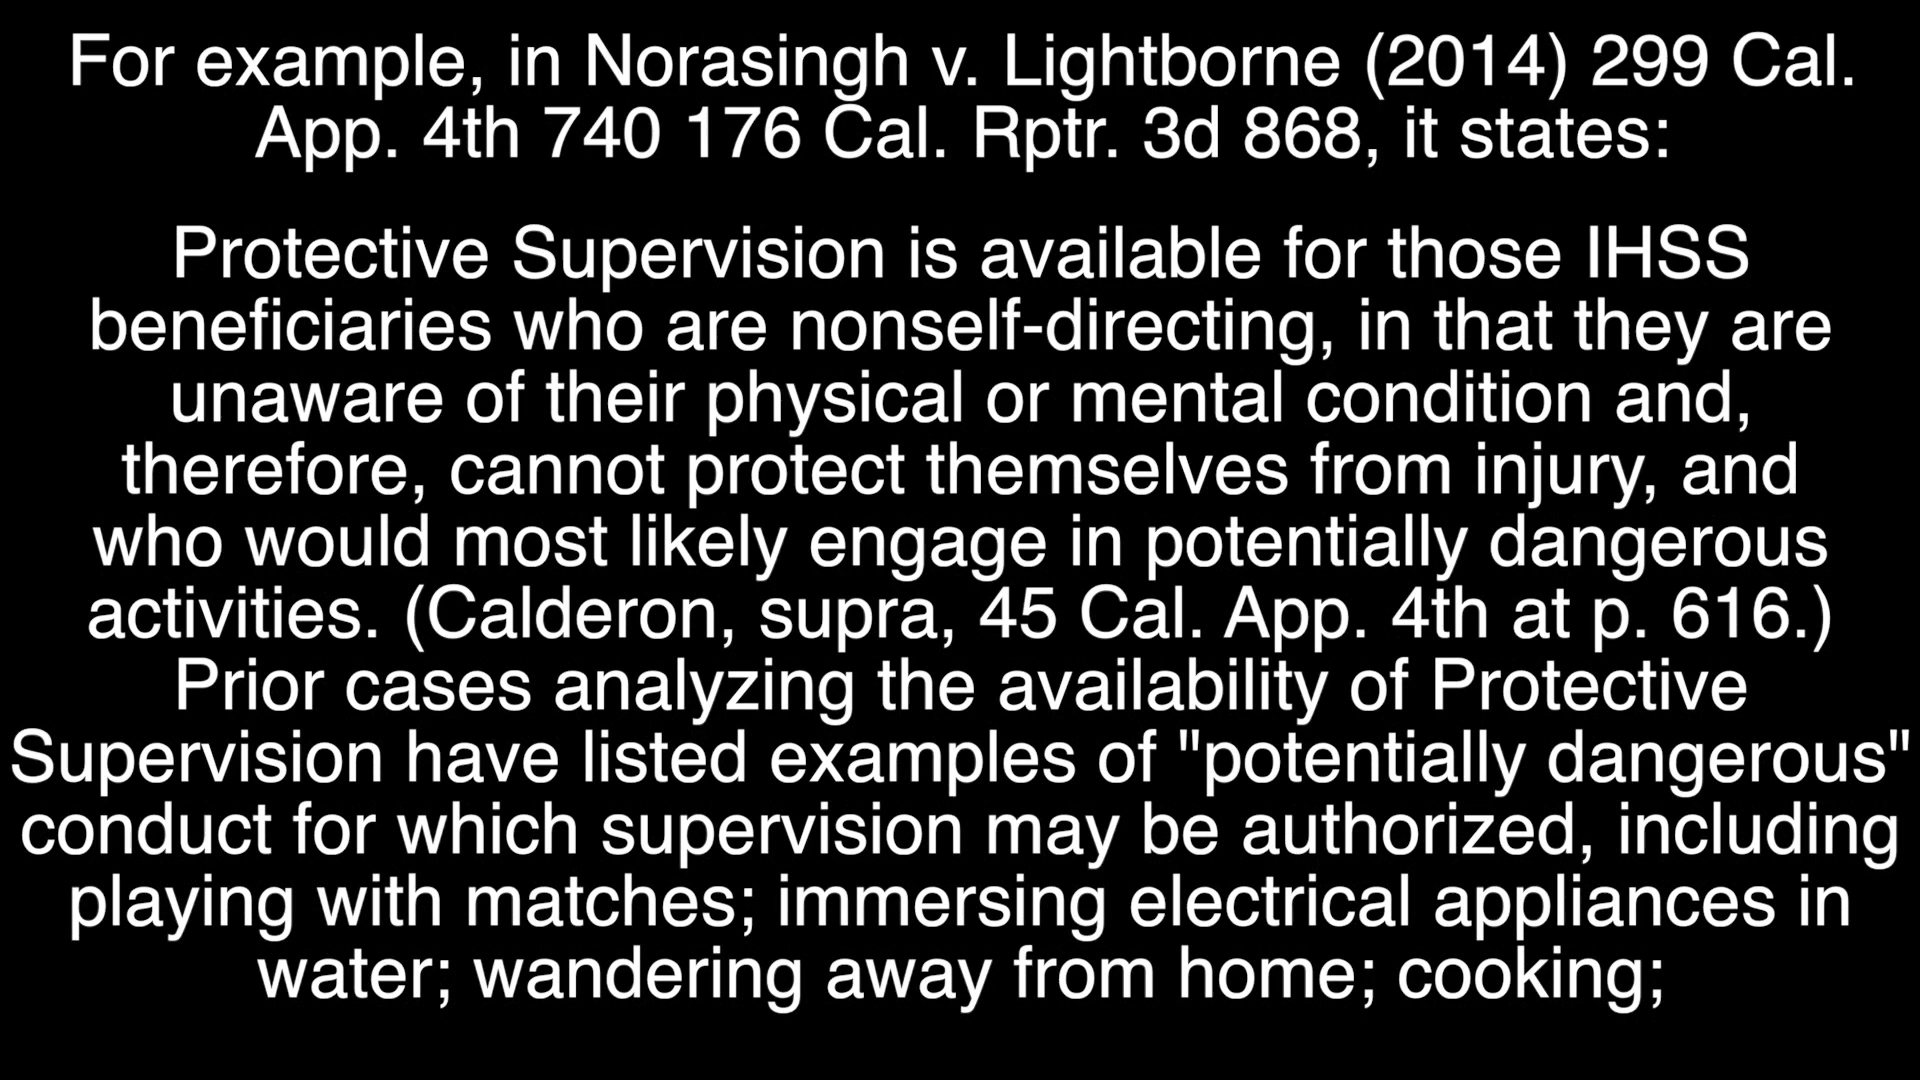 For example, in Norasingh v. Lightborne (2014) 299 Cal.
App. 4th 740 176 Cal. Rptr. 3d 868, it states:
Protective Supervision is available for those IHSS
beneficiaries who are nonself-directing, in that they are
unaware of their physical or mental condition and,
therefore, cannot protect themselves from injury, and
who would most likely engage in potentially dangerous
activities. (Calderon, supra, 45 Cal. App. 4th at p. 616.)
Prior cases analyzing the availability of Protective
Supervision have listed examples of "potentially dangerous"
conduct for which supervision may be authorized, including
playing with matches; immersing electrical appliances in
water; wandering away from home; cooking;